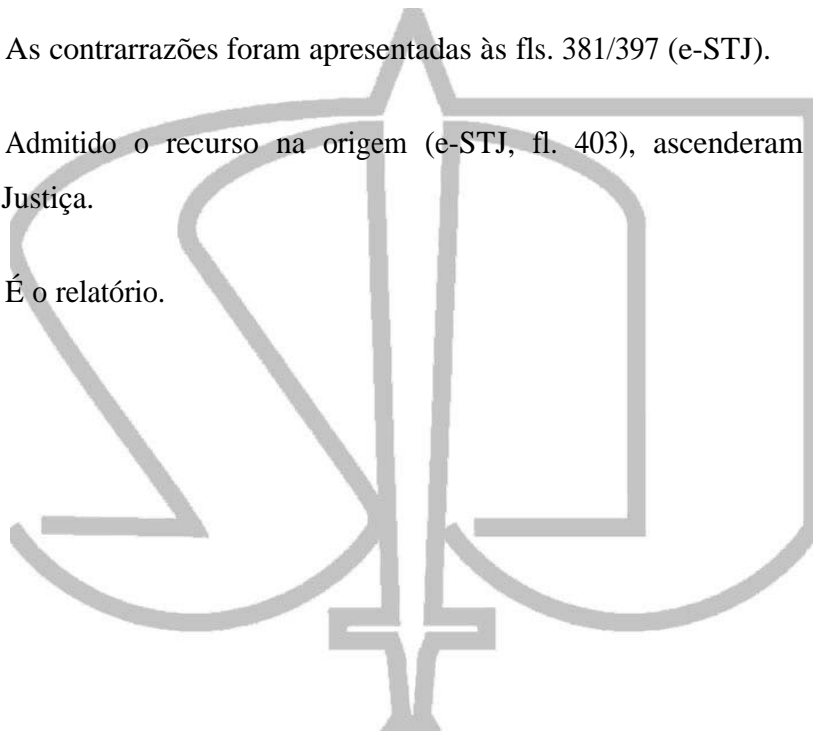 As contrarrazões foram apresentadas às fls. 381/397 (e-STJ).
Admitido o recurso na origem (e-STJ, fl. 403), ascenderam
Justiça.
É o relatório.